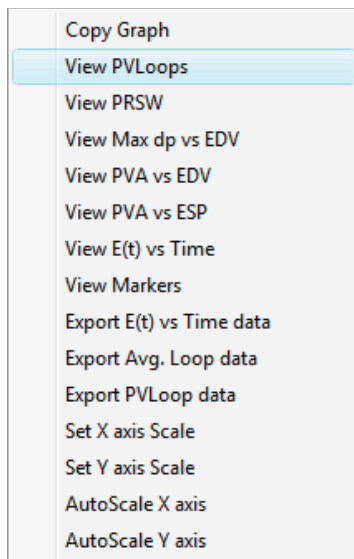 Copy Graph
View PVLoops
View PRSW
View Max dp vs EDV
View PVA vs EDV
View PVA vs ESP
View E(t) vs Time
View Markers
Export E(t) vs Time data
Export Avg. Loop data
Export PVLoop data
Set X axis Scale
Set Y axis Scale
AutoScale X axis
AutoScale Y axis